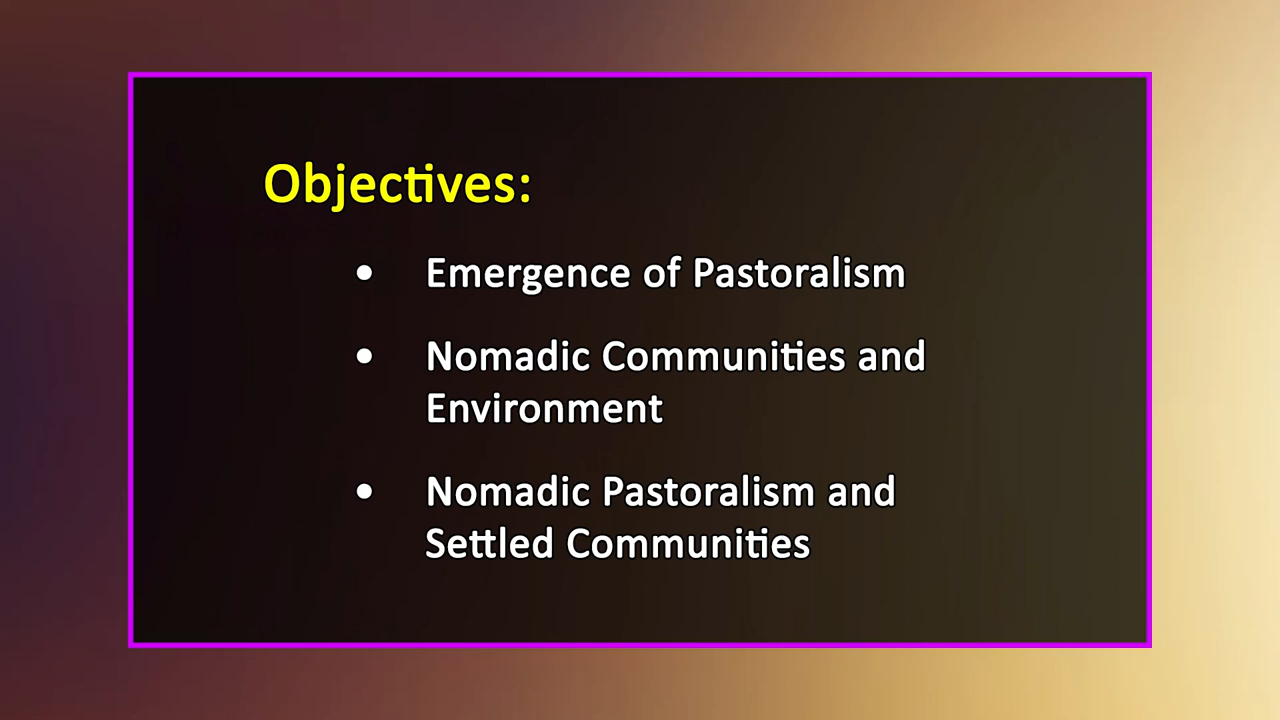 Objectives:
• Emergence of Pastoralism
• Nomadic Communities and
Environment
• Nomadic Pastoralism and
Settled Communities